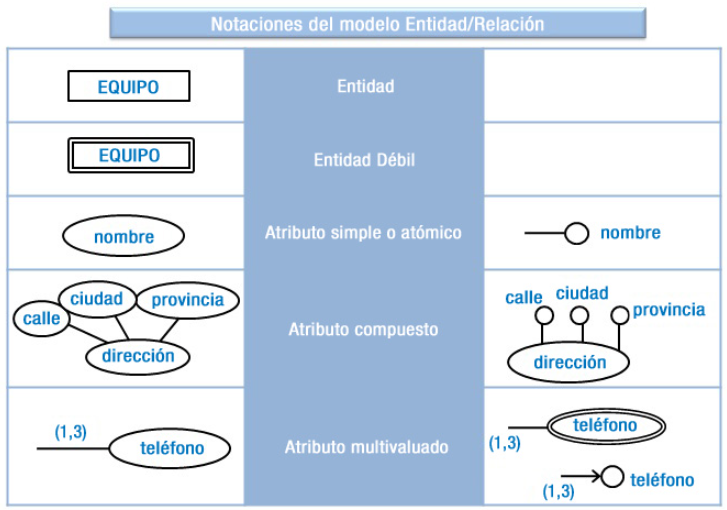 Notaciones del modelo Entidad/Relación
EQUIPO
Entidad
EQUIPO
Entidad Débil
nombre
Atributo simple o atómico
nombre
calle
ciudad
provincia
dirección
Atributo compuesto
calle
ciudad
provincia
dirección
(1,3)
teléfono
Atributo multivaluado
(1,3)
teléfono
(1,3)
teléfono